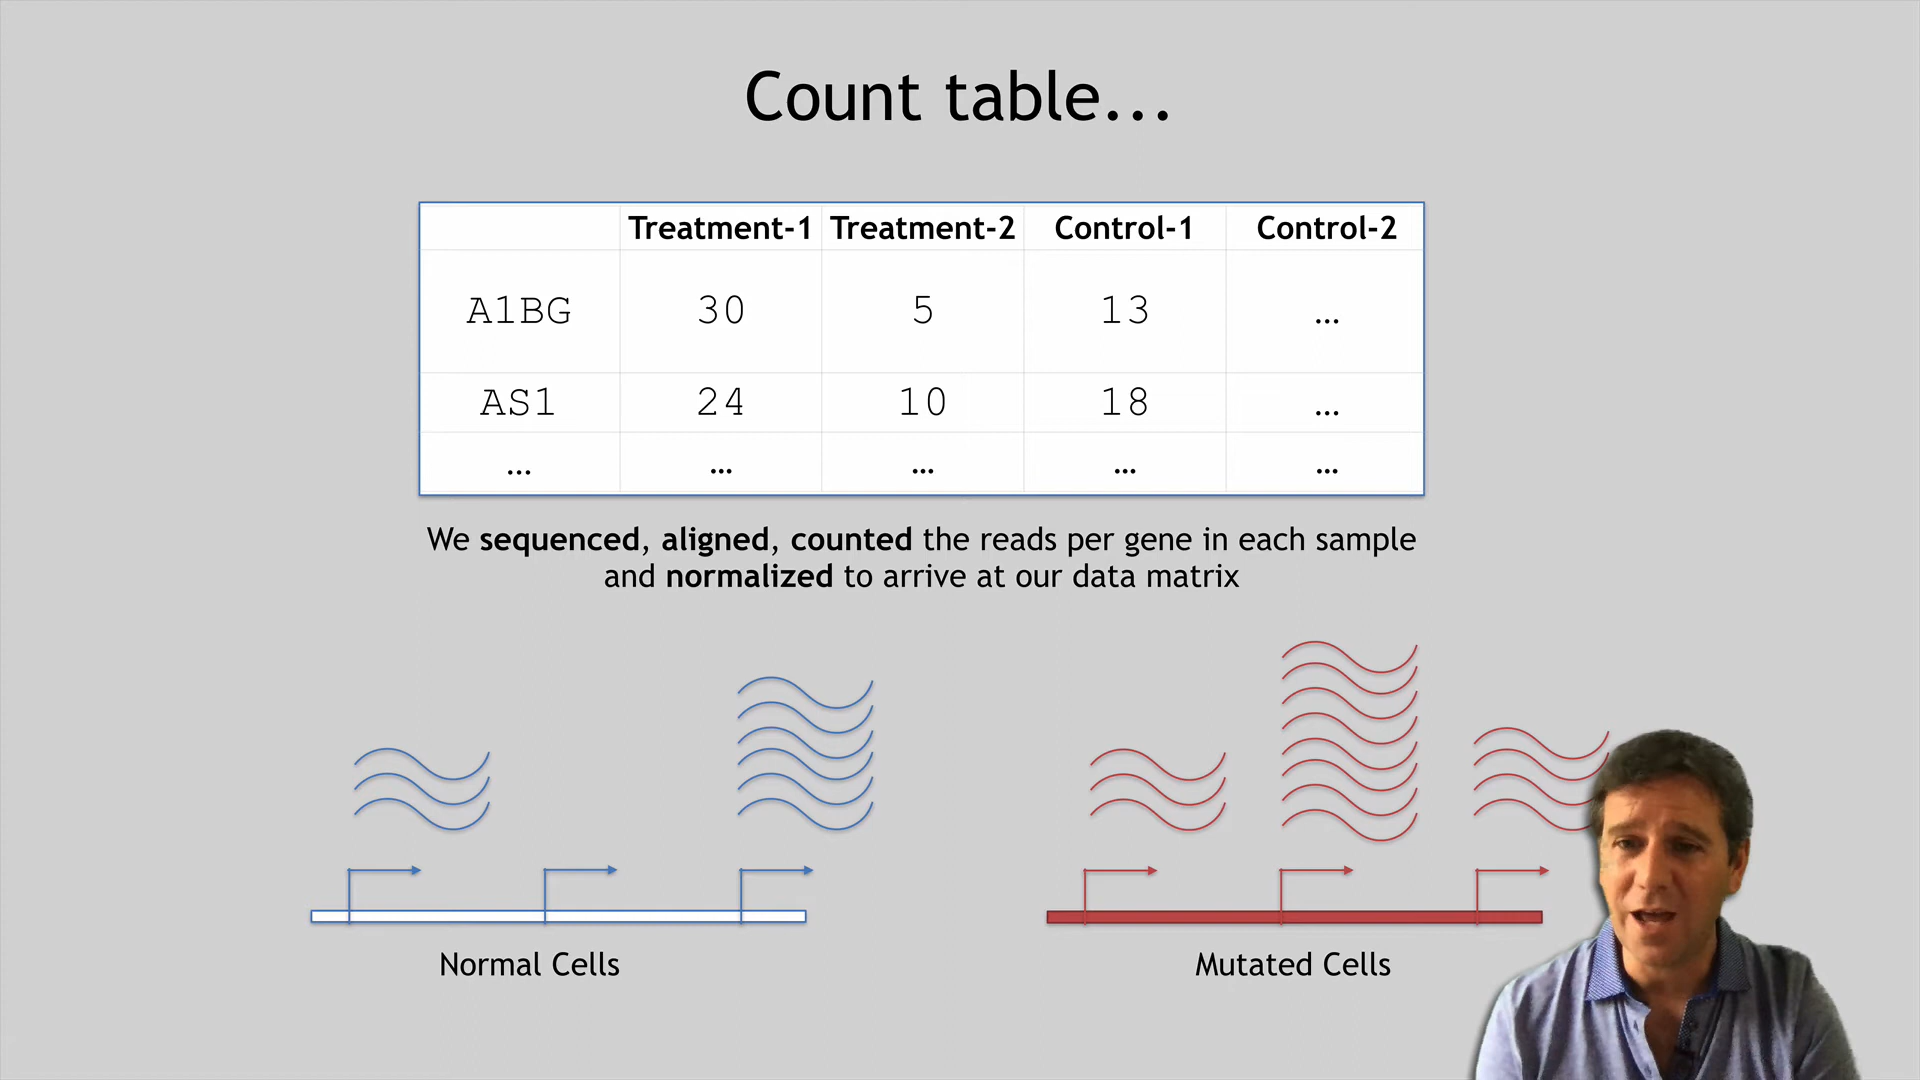 Count table...
Treatment-1 Treatment-2 Control-1 Control-2
A1BG 30 5 13 ...
AS1 24 10 18 ...
... ... ... ... ...
We sequenced, aligned, counted the reads per gene in each sample
and normalized to arrive at our data matrix
Normal Cells
Mutated Cells